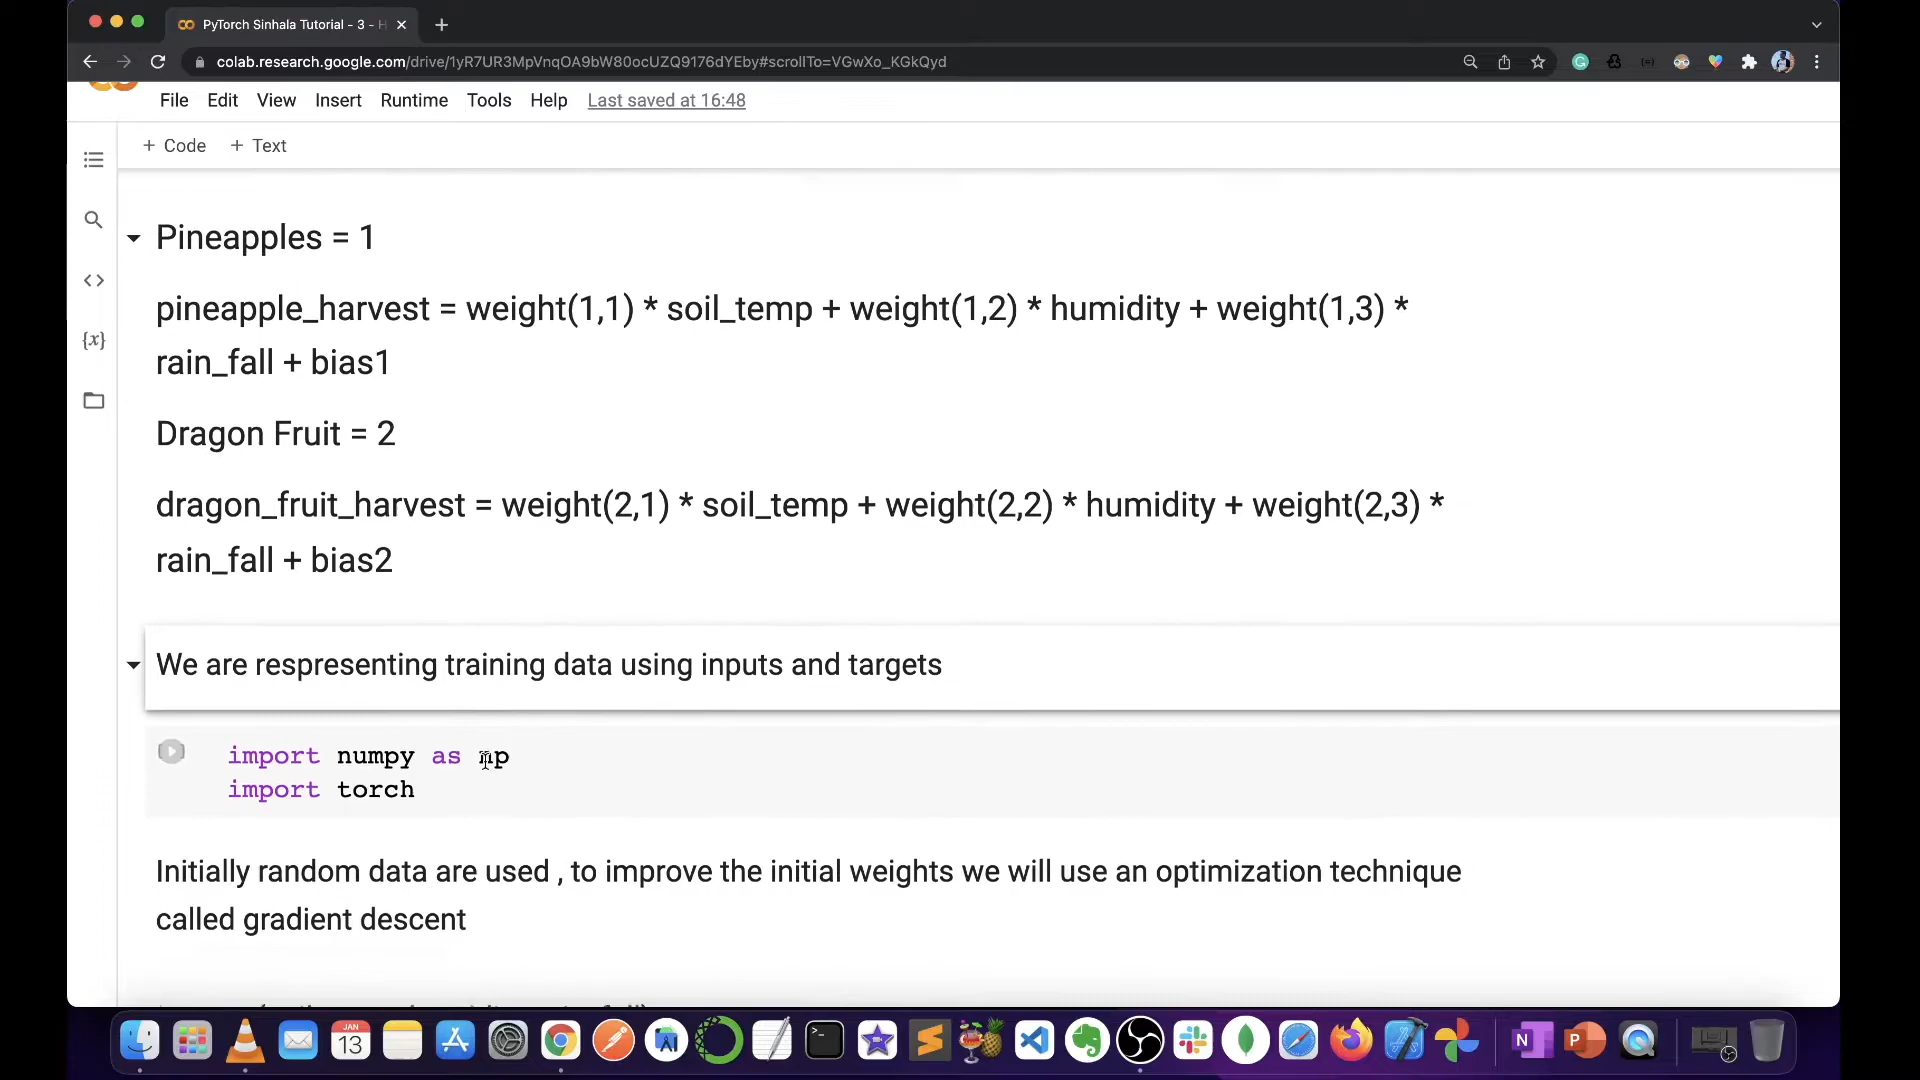 PyTorch Sinhala Tutorial - 3 - H
colab.research.google.com/drive/1yR7UR3MpVnqOA9bW80ocUZQ9176dYEby#scrollTo=VGwXo_KGkQyd
File Edit View Insert Runtime Tools Help Last saved at 16:48
+ Code + Text
Pineapples = 1
pineapple_harvest = weight(1,1) * soil_temp + weight(1,2) * humidity + weight(1,3) *
rain_fall + bias1
Dragon Fruit = 2
dragon_fruit_harvest = weight(2,1) * soil_temp + weight(2,2) * humidity + weight(2,3) *
rain_fall + bias2
We are respresenting training data using inputs and targets
import numpy as np
import torch
Initially random data are used , to improve the initial weights we will use an optimization technique
called gradient descent
JAN
13
N P